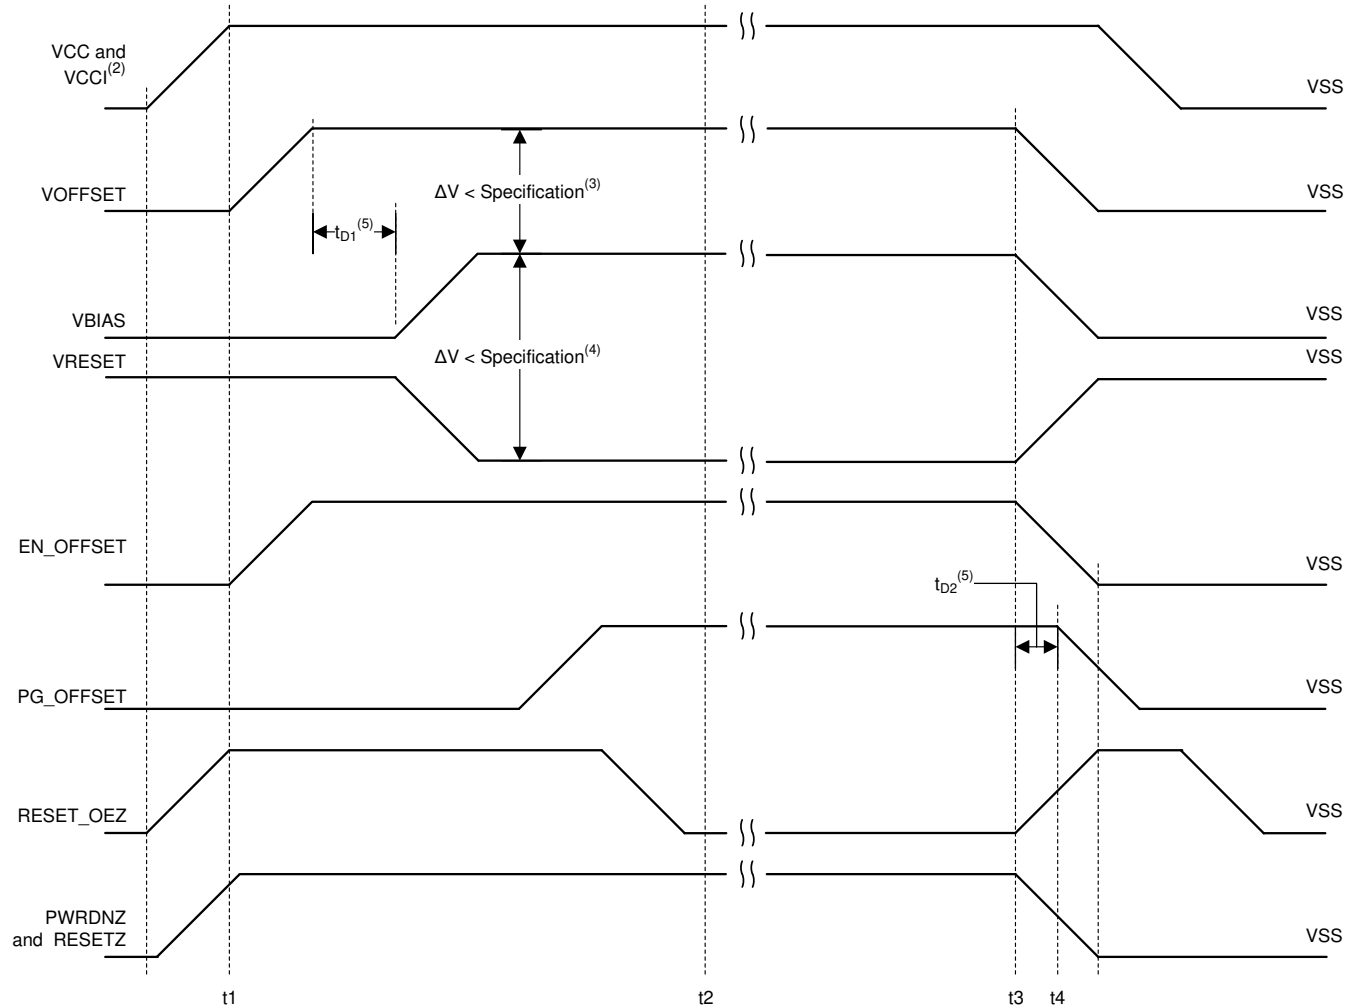 VCC and
VCCI(2)
VSS
VOFFSET
ΔV < Specification(3)
VSS
tD1(5)
VBIAS
VSS
VRESET
ΔV < Specification(4)
VSS
EN_OFFSET
VSS
tD2(5)
PG_OFFSET
VSS
RESET_OEZ
VSS
PWRDNZ
and RESETZ
VSS
t1
t2
t3
t4